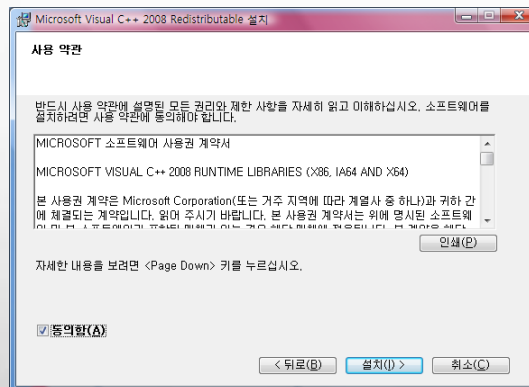 Microsoft Visual C++ 2008 Redistributable 설치
사용 약관
반드시 사용 약관에 설명된 모든 권리와 제한 사항을 자세히 읽고 이해하십시오. 소프트웨어를
설치하려면 사용 약관에 동의해야 합니다.
MICROSOFT 소프트웨어 사용권 계약서
MICROSOFT VISUAL C++ 2008 RUNTIME LIBRARIES (X86, IA64 AND X64)
본 사용권 계약은 Microsoft Corporation(또는 거주 지역에 따라 계열사 중 하나)과 귀하 간
에 체결되는 계약입니다. 읽어 주시기 바랍니다. 본 사용권 계약서는 위에 명시된 소프트웨
인쇄(P)
자세한 내용을 보려면 <Page Down> 키를 누르십시오.
동의함(A)
< 뒤로(B)
설치(I) >
취소(C)